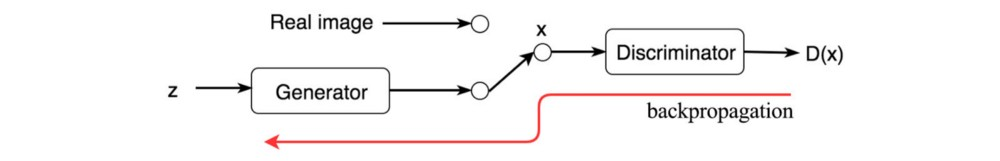 Real image
x
Discriminator
D(x)
z
Generator
backpropagation